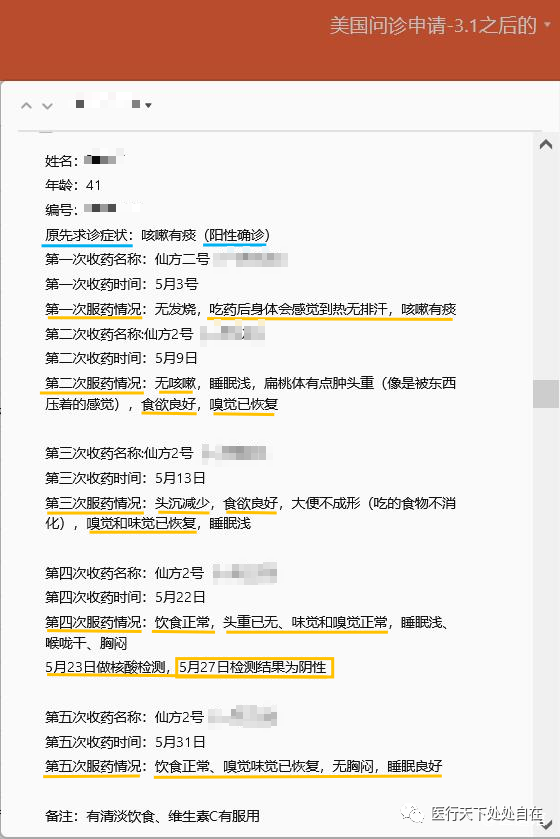 美国问诊申请-3.1之后的
姓名：
年龄：41
编号：
原先求诊症状：咳嗽有痰（阳性确诊）
第一次收药名称：仙方二号
第一次收药时间：5月3号
第一次服药情况：无发烧，吃药后身体会感觉到热无排汗，咳嗽有痰
第二次收药名称:仙方2号
第二次收药时间：5月9日
第二次服药情况：无咳嗽，睡眠浅，扁桃体有点肿头重（像是被东西
压着的感觉），食欲良好，嗅觉已恢复
第三次收药名称:仙方2号
第三次收药时间：5月13日
第三次服药情况：头沉减少，食欲良好，大便不成形（吃的食物不消
化），嗅觉和味觉已恢复，睡眠浅
第四次收药名称：仙方2号
第四次收药时间：5月22日
第四次服药情况：饮食正常，头重已无、味觉和嗅觉正常，睡眠浅、
喉咙干、胸闷
5月23日做核酸检测，5月27日检测结果为阴性
第五次收药名称：仙方2号
第五次收药时间：5月31日
第五次服药情况：饮食正常、嗅觉味觉已恢复，无胸闷，睡眠良好
备注：有清淡饮食、维生素C有服用
医行天下处处自在